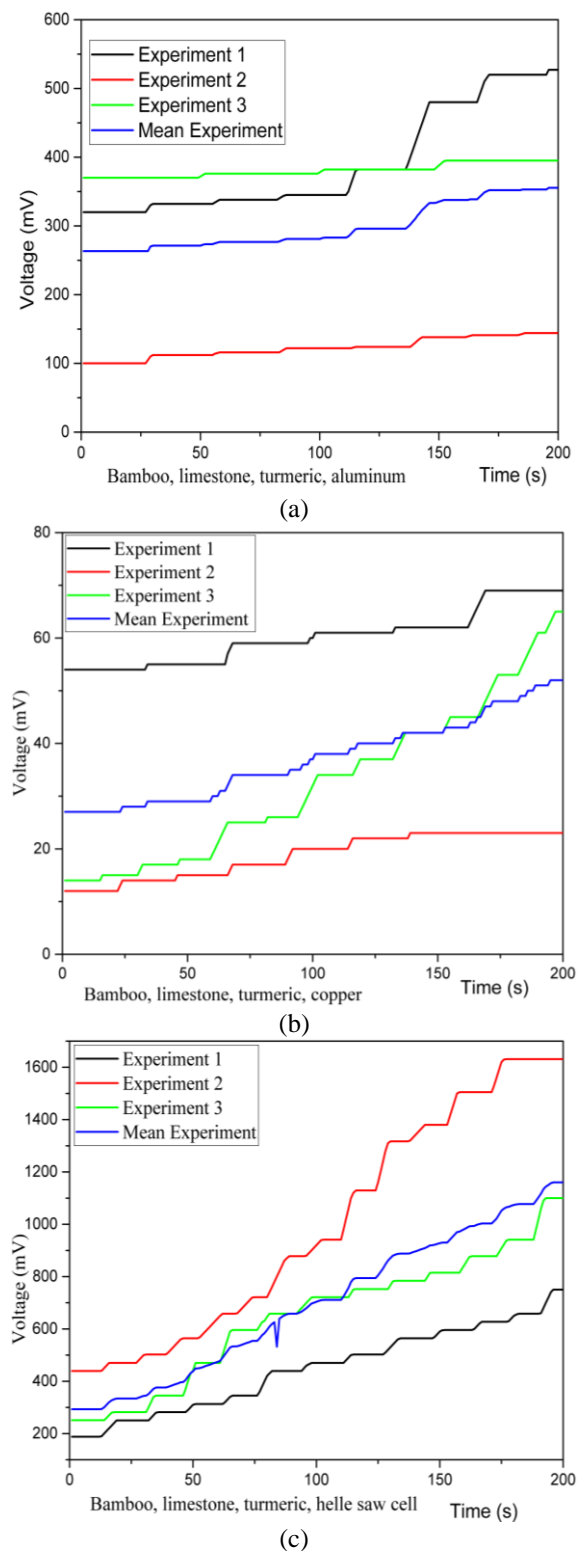 600
500
400
300
200
100
0
Voltage (mV)
Experiment 1
Experiment 2
Experiment 3
Mean Experiment
0 50 100 150 200
Bamboo, limestone, turmeric, aluminum
Time (s)
(a)
80
60
40
20
0
Voltage (mV)
Experiment 1
Experiment 2
Experiment 3
Mean Experiment
0 50 100 150 200
Bamboo, limestone, turmeric, copper
Time (s)
(b)
1600
1400
1200
1000
800
600
400
200
Voltage (mV)
Experiment 1
Experiment 2
Experiment 3
Mean Experiment
0 50 100 150 200
Bamboo, limestone, turmeric, helle saw cell
Time (s)
(c)